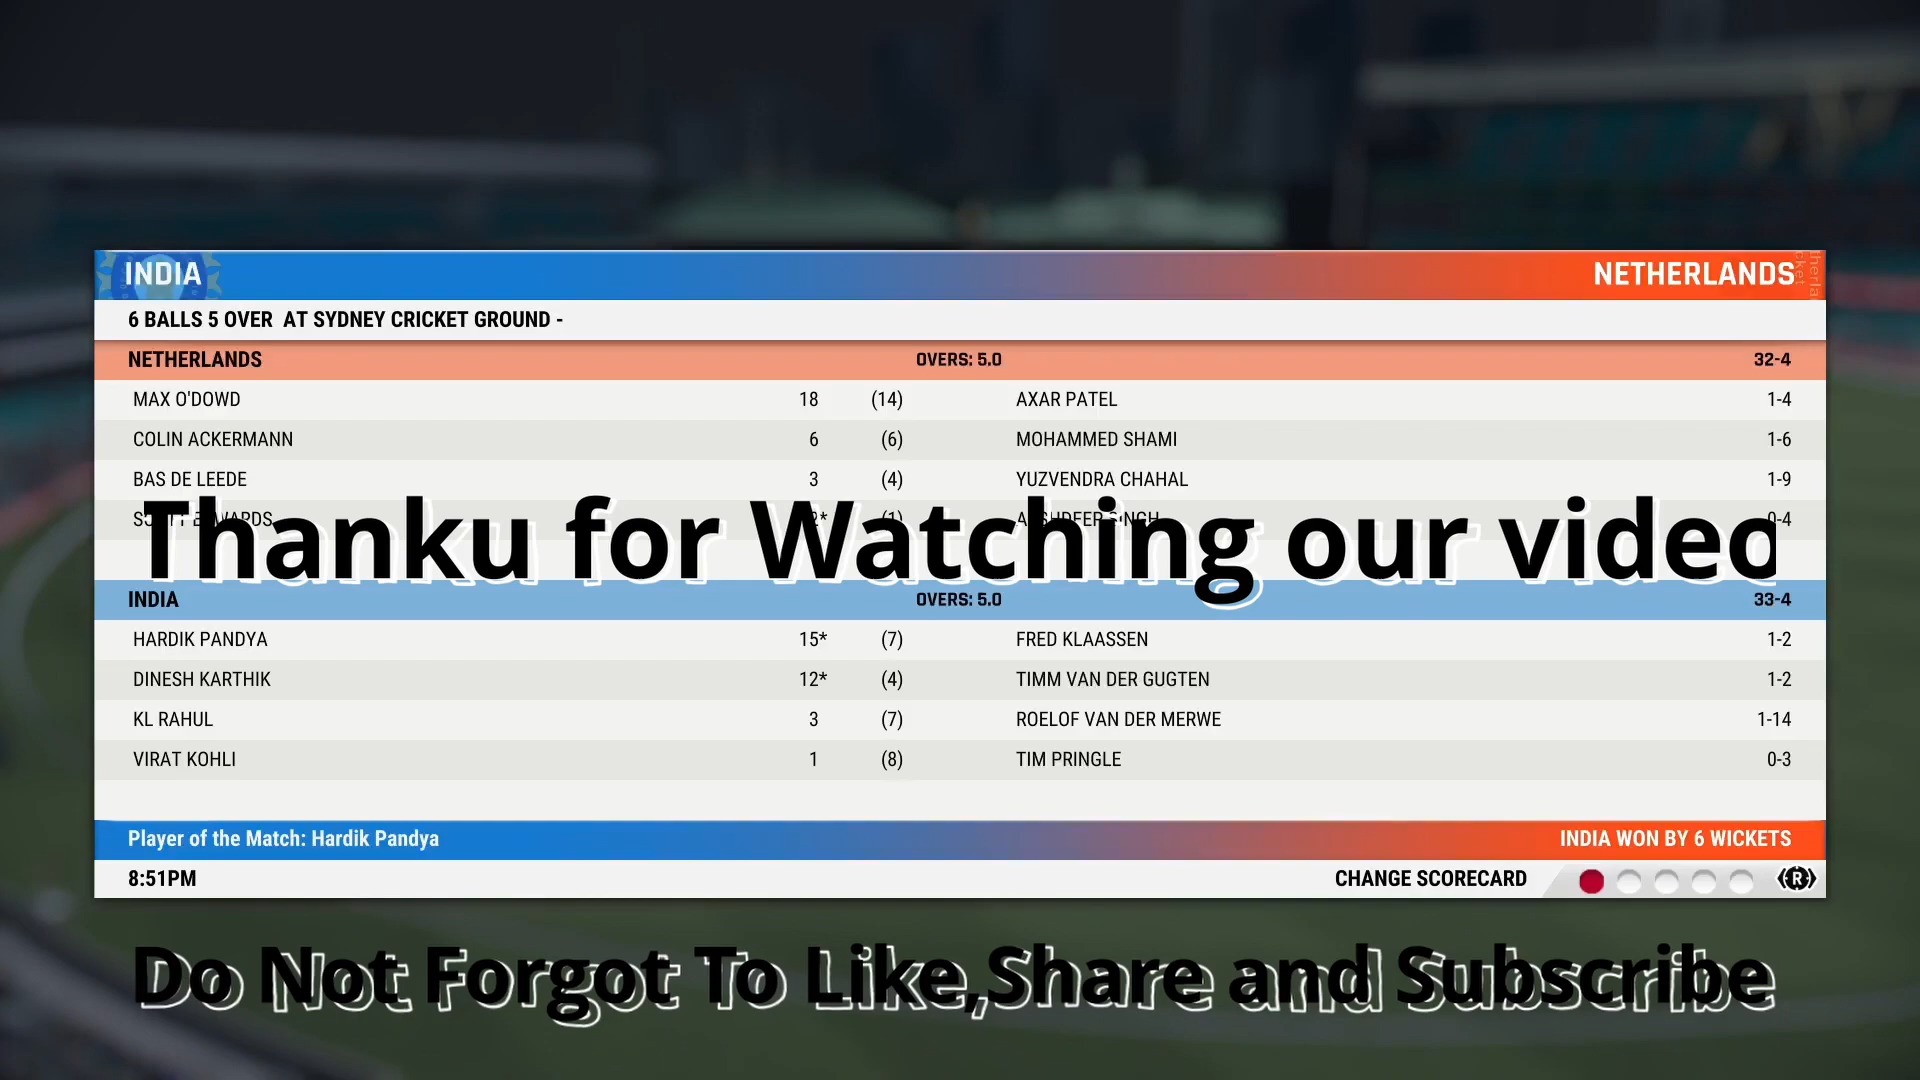 INDIA NETHERLANDS
6 BALLS 5 OVER AT SYDNEY CRICKET GROUND -
NETHERLANDS OVERS: 5.0 32-4
MAX O'DOWD 18 (14) AXAR PATEL 1-4
COLIN ACKERMANN 6 (6) MOHAMMED SHAMI 1-6
BAS DE LEEDE 3 (4) YUZVENDRA CHAHAL 1-9
(1) SINGH 0-4
Thanku for Watching our video
INDIA OVERS: 5.0 33-4
HARDIK PANDYA 15* (7) FRED KLAASSEN 1-2
DINESH KARTHIK 12* (4) TIMM VAN DER GUGTEN 1-2
KL RAHUL 3 (7) ROELOF VAN DER MERWE 1-14
VIRAT KOHLI 1 (8) TIM PRINGLE 0-3
Player of the Match: Hardik Pandya INDIA WON BY 6 WICKETS
8:51PM CHANGE SCORECARD R
Do Not Forgot To Like,Share and Subscribe